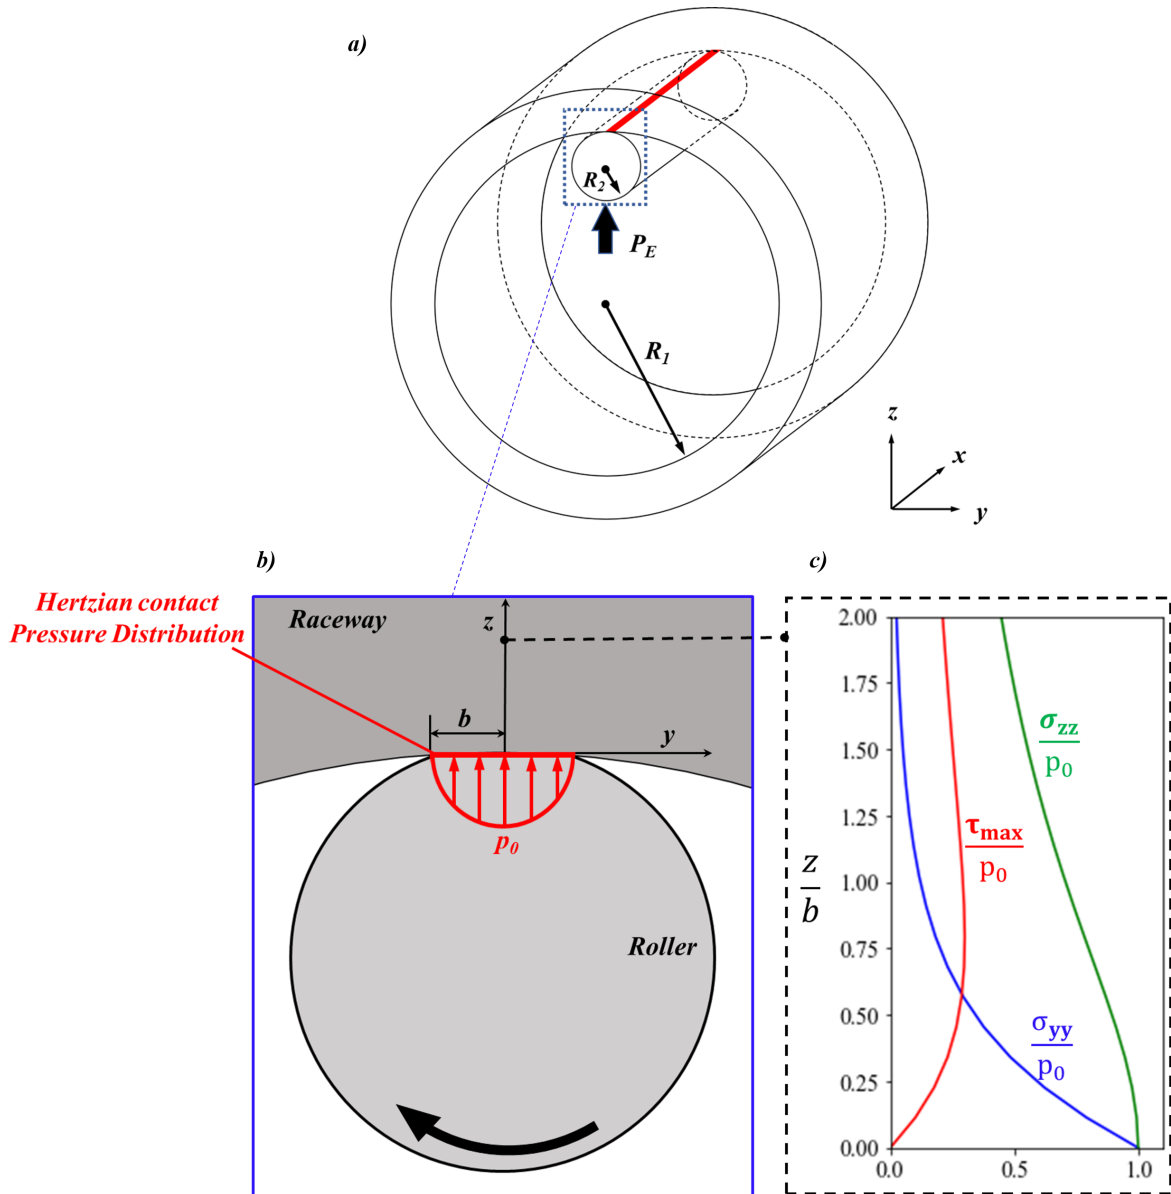 a)
R2
PE
R1
z
x
y
b)
c)
Hertzian contact
Pressure Distribution
Raceway
z
b
y
p0
Roller
z
b
2.00
1.75
1.50
1.25
1.00
0.75
0.50
0.25
0.00
0.0
0.5
1.0
σzz
p0
τmax
p0
σyy
p0